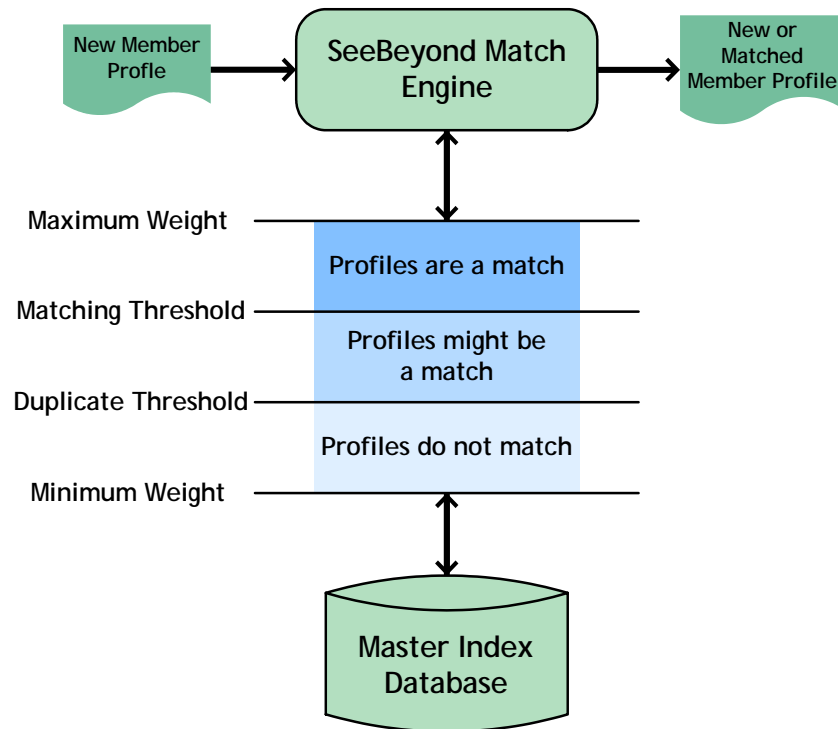 New Member
Profle
SeeBeyond Match
Engine
New or
Matched
Member Profile
Maximum Weight
Profiles are a match
Matching Threshold
Profiles might be
a match
Duplicate Threshold
Profiles do not match
Minimum Weight
Master Index
Database